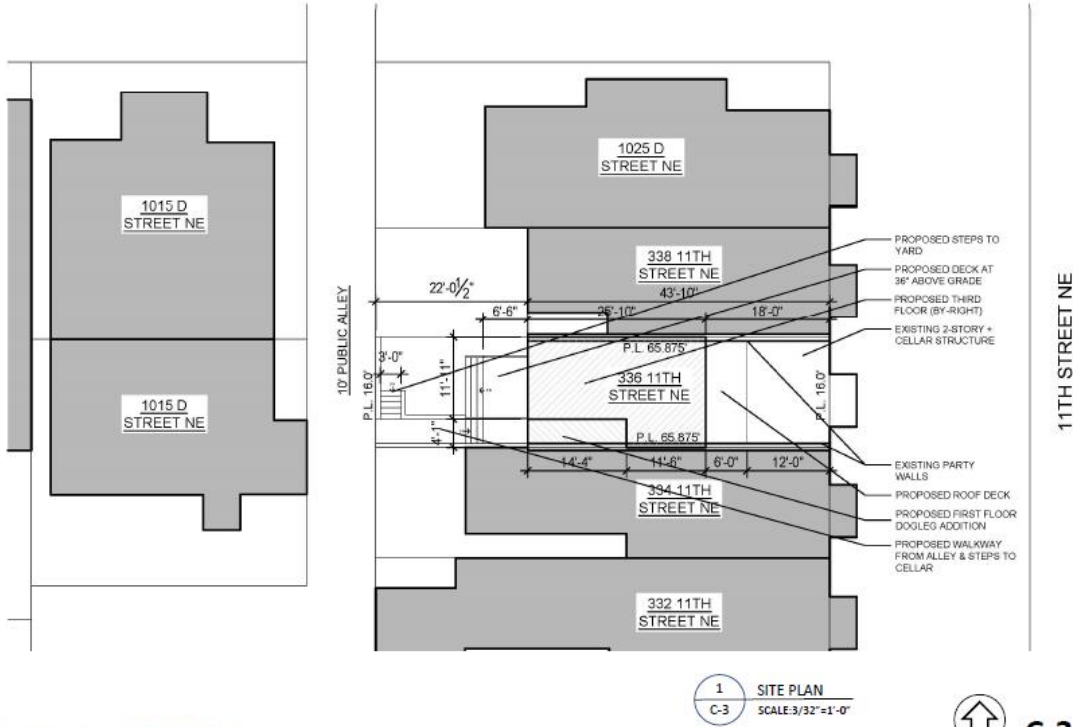 1025 D
STREET NE
1015 D
STREET NE
338 11TH
STREET NE
PROPOSED STEPS TO
YARD
PROPOSED DECK AT
36" ABOVE GRADE
PROPOSED THIRD
FLOOR (BY-RIGHT)
EXISTING 2-STORY +
CELLAR STRUCTURE
11TH STREET NE
10' PUBLIC ALLEY
22'-0½"
43'-10"
6'-6"
18'-0"
P.L. 65.875'
3'-0"
11'-11"
336 11TH
STREET NE
P.L. 16.0'
P.L. 16.0'
1015 D
STREET NE
4'-1"
P.L. 65.875'
14'-4"
11'-6"
6'-0"
12'-0"
EXISTING PARTY
WALLS
334 11TH
STREET NE
PROPOSED ROOF DECK
PROPOSED FIRST FLOOR
DOGLEG ADDITION
PROPOSED WALKWAY
FROM ALLEY & STEPS TO
CELLAR
332 11TH
STREET NE
1
C-3
SITE PLAN
SCALE:3/32"=1'-0"